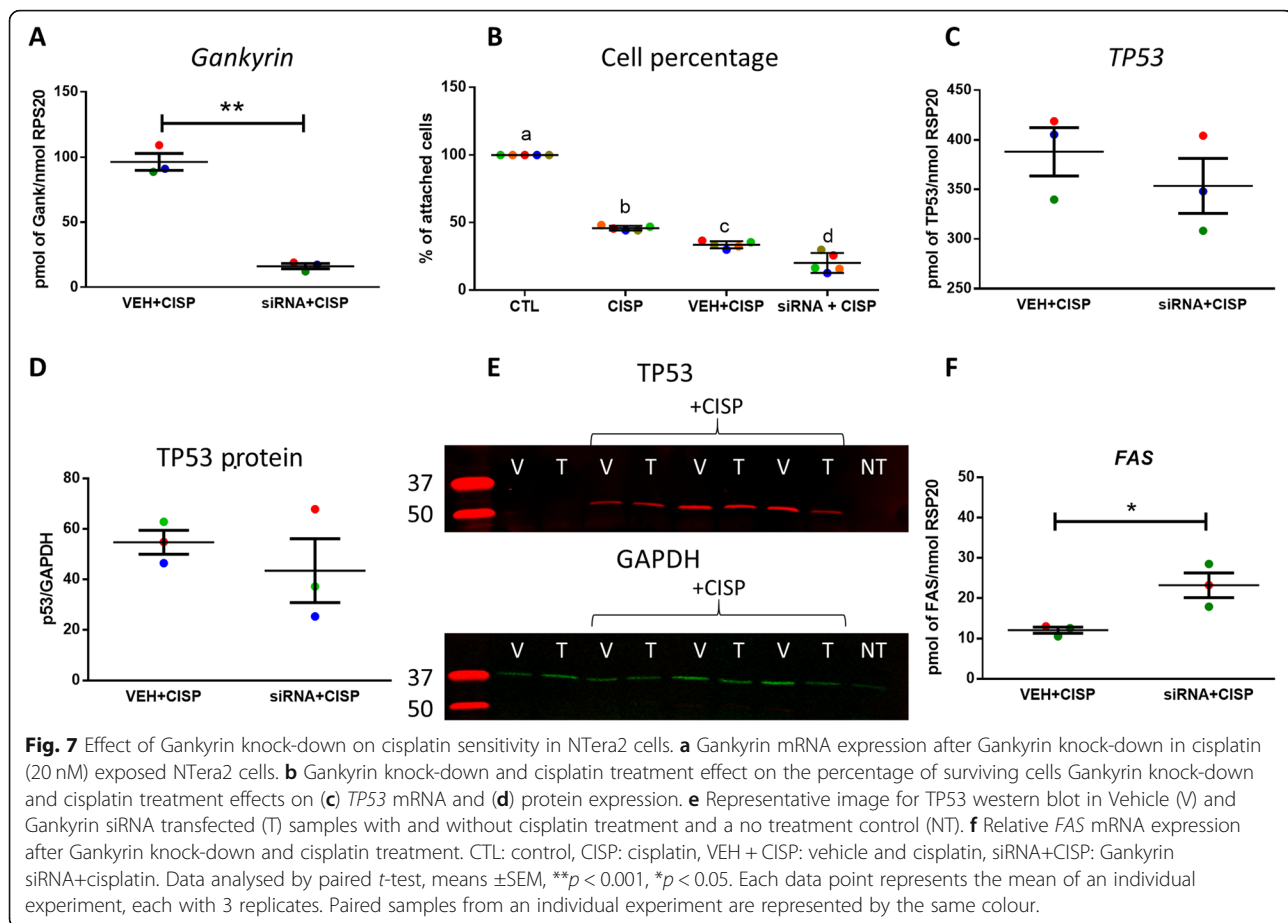 A
Gankyrin
pmol of Gank/nmol RPS20
150
100
50
0
**
VEH+CISP
siRNA+CISP
B
Cell percentage
% of attached cells
150
100
50
0
a
b
c
d
CTL
CISP
VEH+CISP
siRNA + CISP
C
TP53
pmol of TP53/nmol RSP20
450
400
350
300
250
VEH+CISP
siRNA+CISP
D
TP53 protein
p53/GAPDH
80
60
40
20
0
VEH+CISP
siRNA+CISP
E
TP53
+CISP
V T V T V T V T NT
37
50
GAPDH
+CISP
V T V T V T V T NT
37
50
F
FAS
pmol of FAS/nmol RSP20
50
40
30
20
10
0
*
VEH+CISP
siRNA+CISP
Fig. 7 Effect of Gankyrin knock-down on cisplatin sensitivity in NTera2 cells. a Gankyrin mRNA expression after Gankyrin knock-down in cisplatin
(20 nM) exposed NTera2 cells. b Gankyrin knock-down and cisplatin treatment effect on the percentage of surviving cells Gankyrin knock-down
and cisplatin treatment effects on (c) TP53 mRNA and (d) protein expression. e Representative image for TP53 western blot in Vehicle (V) and
Gankyrin siRNA transfected (T) samples with and without cisplatin treatment and a no treatment control (NT). f Relative FAS mRNA expression
after Gankyrin knock-down and cisplatin treatment. CTL: control, CISP: cisplatin, VEH + CISP: vehicle and cisplatin, siRNA+CISP: Gankyrin
siRNA+cisplatin. Data analysed by paired t-test, means ±SEM, **p < 0.001, *p < 0.05. Each data point represents the mean of an individual
experiment, each with 3 replicates. Paired samples from an individual experiment are represented by the same colour.